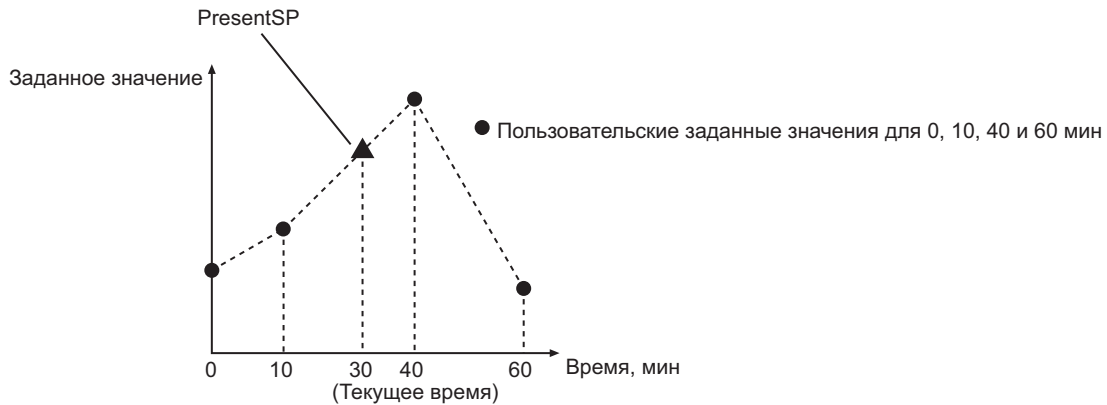 PresentSP
Заданное значение
Пользовательские заданные значения для 0, 10, 40 и 60 мин
0 10 30 40 60 Время, мин
(Текущее время)